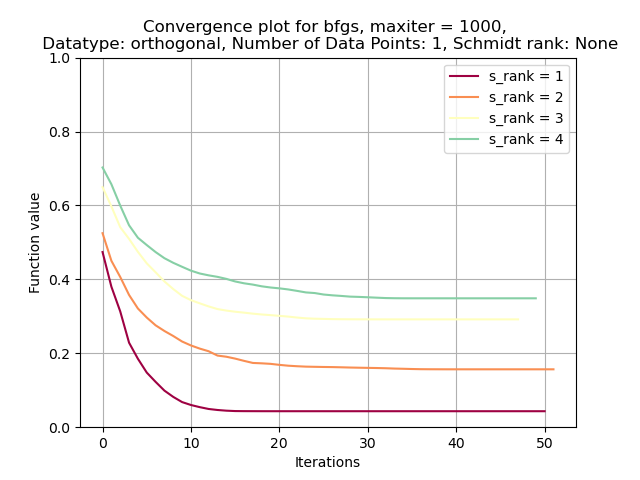 Convergence plot for bfgs, maxiter = 1000,
Datatype: orthogonal, Number of Data Points: 1, Schmidt rank: None
1.0
0.8
0.6
0.4
0.2
0.0
Function value
s_rank = 1
s_rank = 2
s_rank = 3
s_rank = 4
0 10 20 30 40 50
Iterations